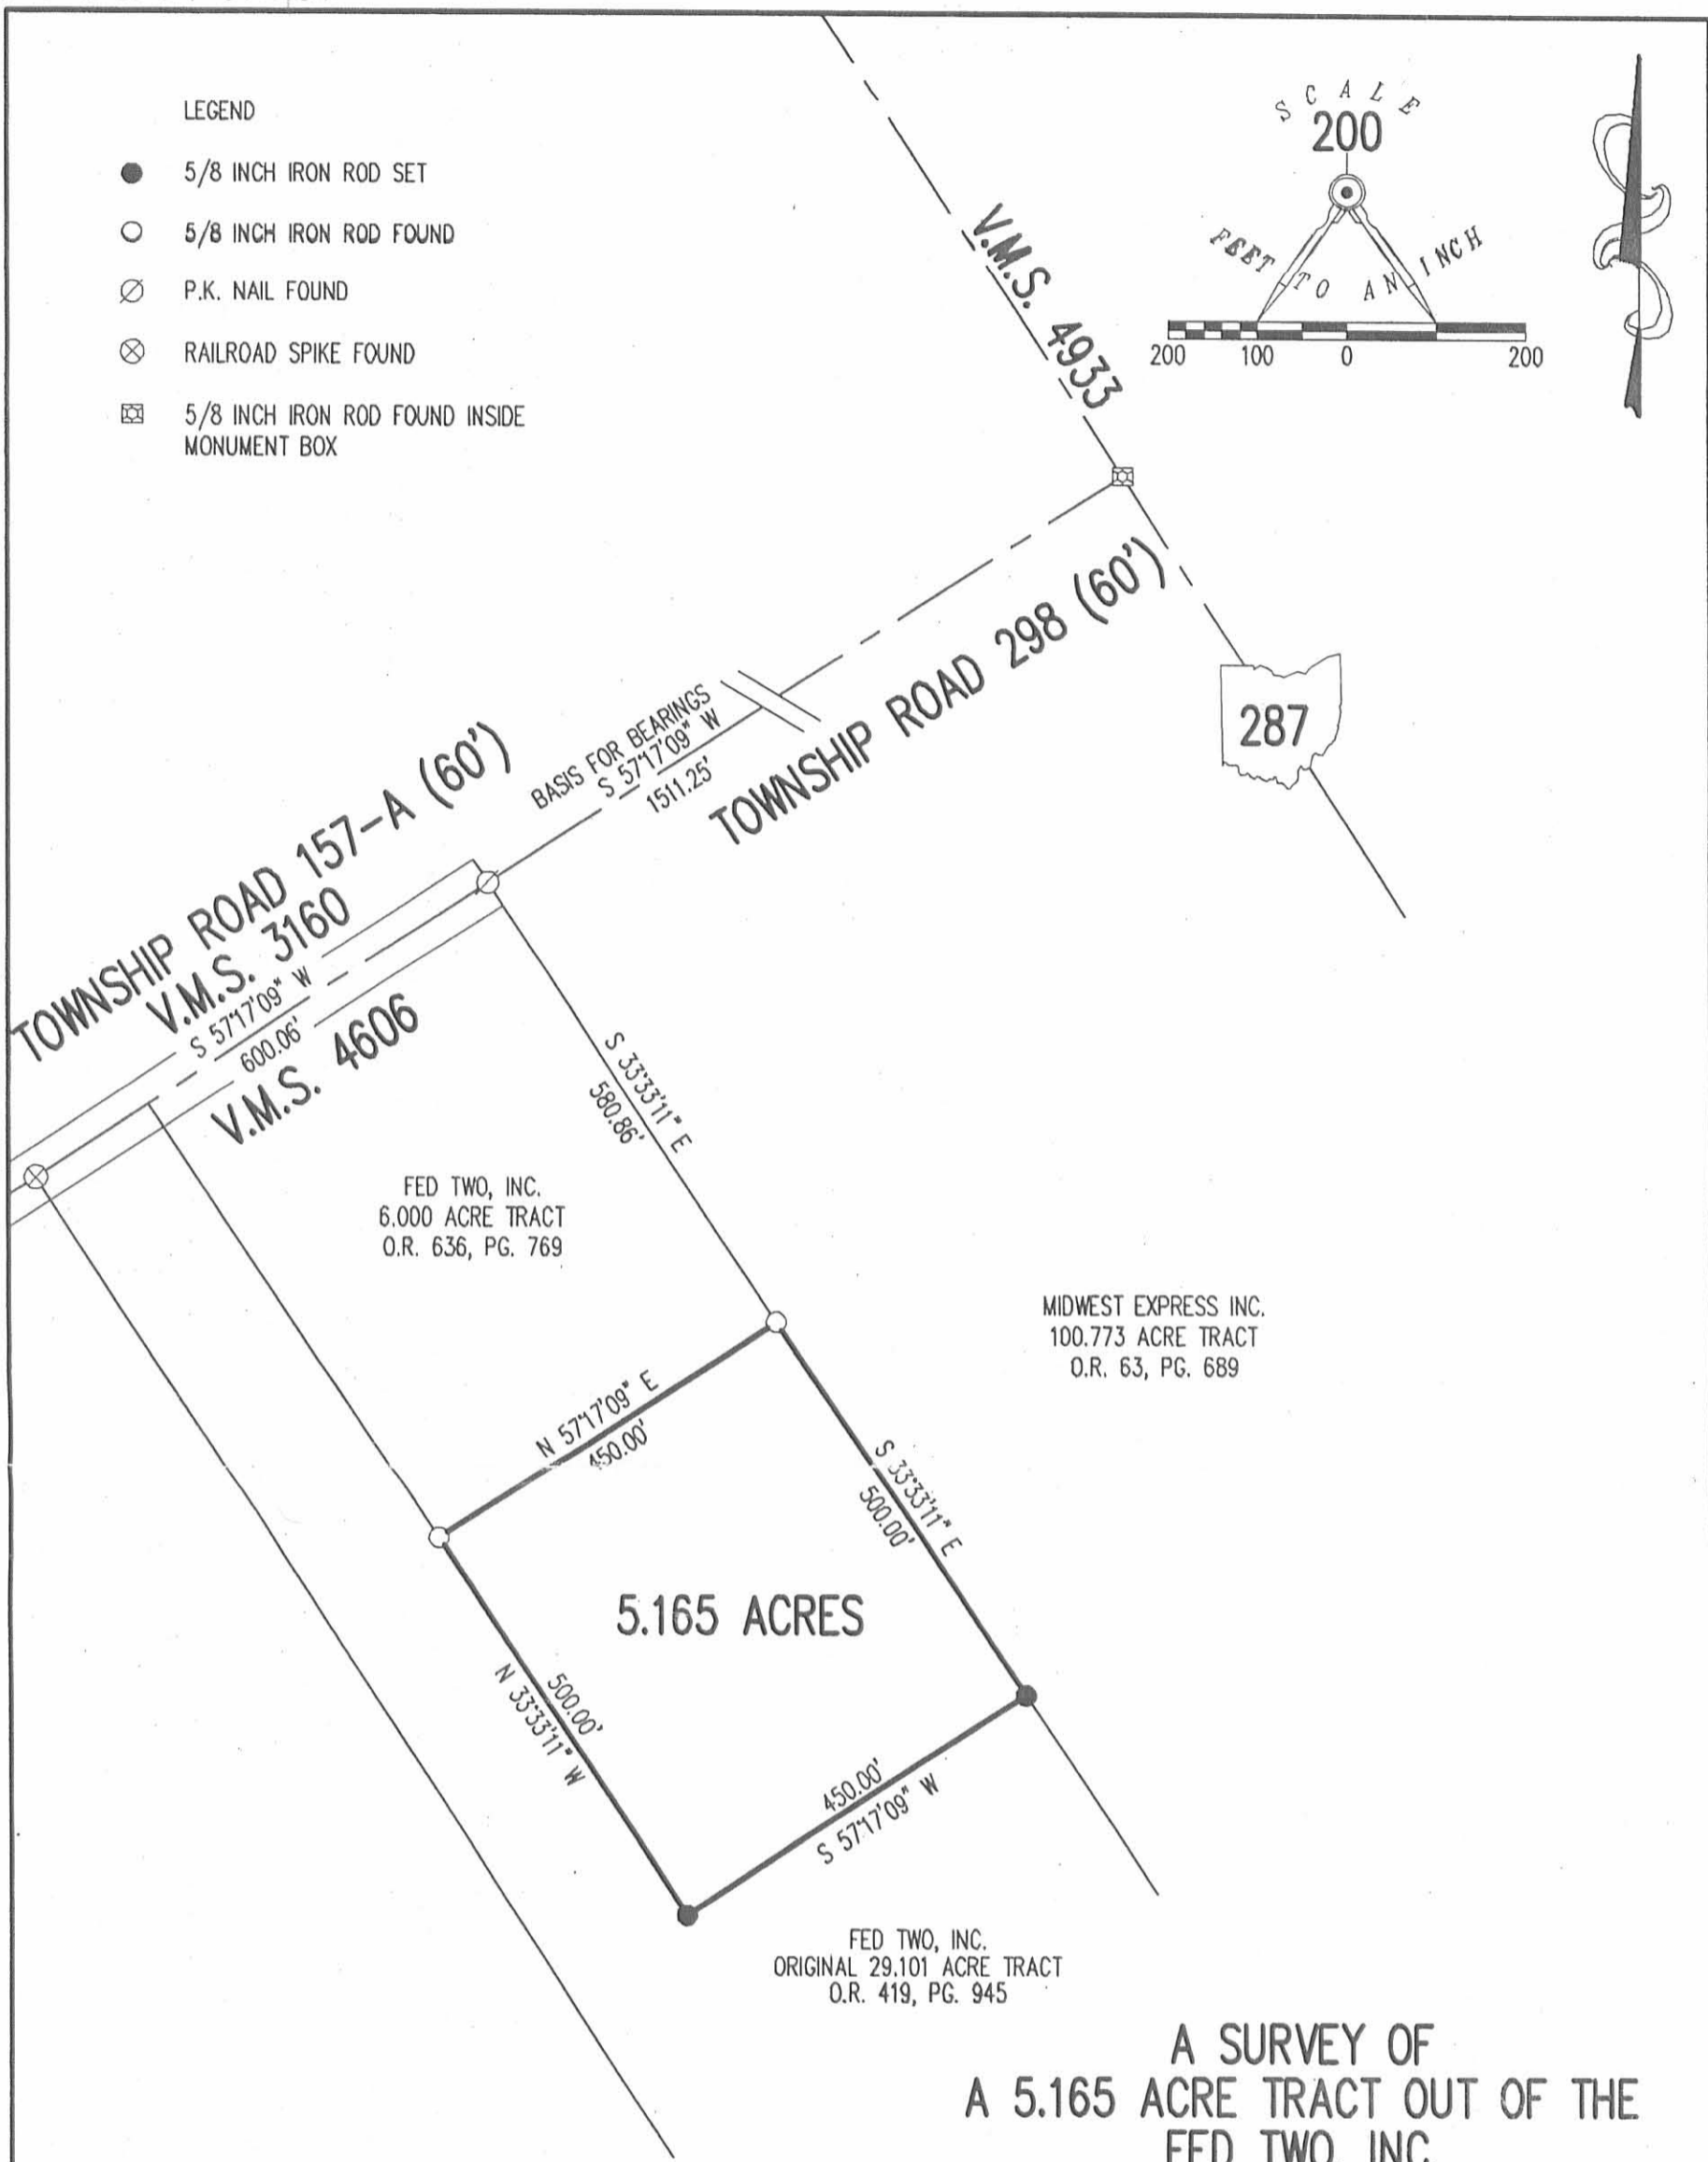 LEGEND
5/8 INCH IRON ROD SET
5/8 INCH IRON ROD FOUND
P.K. NAIL FOUND
RAILROAD SPIKE FOUND
5/8 INCH IRON ROD FOUND INSIDE
MONUMENT BOX
SCALE
200
FEET TO AN INCH
200 100 0 200
V.M.S. 4933
287
TOWNSHIP ROAD 298 (60')
BASIS FOR BEARINGS
S 57°17'09" W
1511.25'
TOWNSHIP ROAD 157-A (60')
V.M.S. 3160
S 57°17'09" W
600.06'
V.M.S. 4606
S 33°33'11" E
580.86'
FED TWO, INC.
6.000 ACRE TRACT
O.R. 636, PG. 769
MIDWEST EXPRESS INC.
100.773 ACRE TRACT
O.R. 63, PG. 689
N 57°17'09" E
450.00'
S 33°33'11" E
500.00'
5.165 ACRES
500.00'
N 33°33'11" W
450.00'
S 57°17'09" W
FED TWO, INC.
ORIGINAL 29.101 ACRE TRACT
O.R. 419, PG. 945
A SURVEY OF
A 5.165 ACRE TRACT OUT OF THE
FED TWO INC